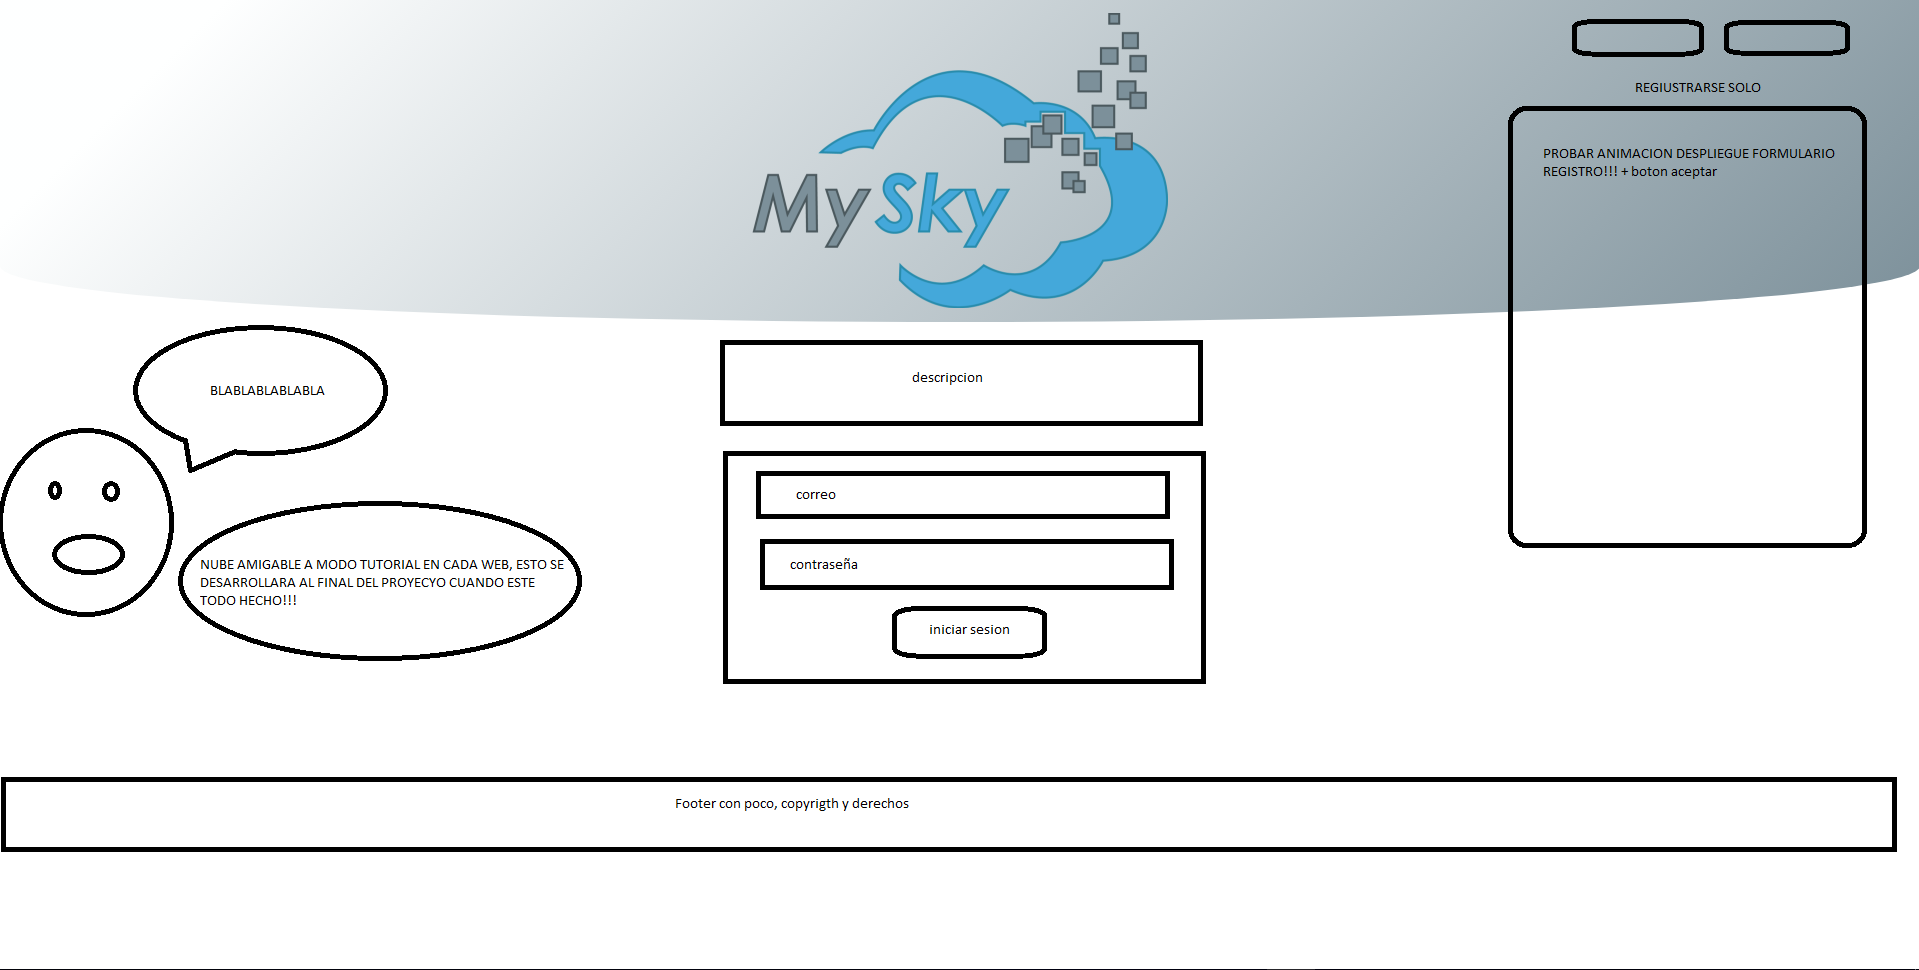 My Sky
REGIUSTRARSE SOLO
PROBAR ANIMACION DESPLIEGUE FORMULARIO
REGISTRO!!! + boton aceptar
BLABLABLABLABLA
descripcion
correo
contraseña
iniciar sesion
NUBE AMIGABLE A MODO TUTORIAL EN CADA WEB, ESTO SE
DESARROLLARA AL FINAL DEL PROYECYO CUANDO ESTE
TODO HECHO!!!
Footer con poco, copyrigth y derechos